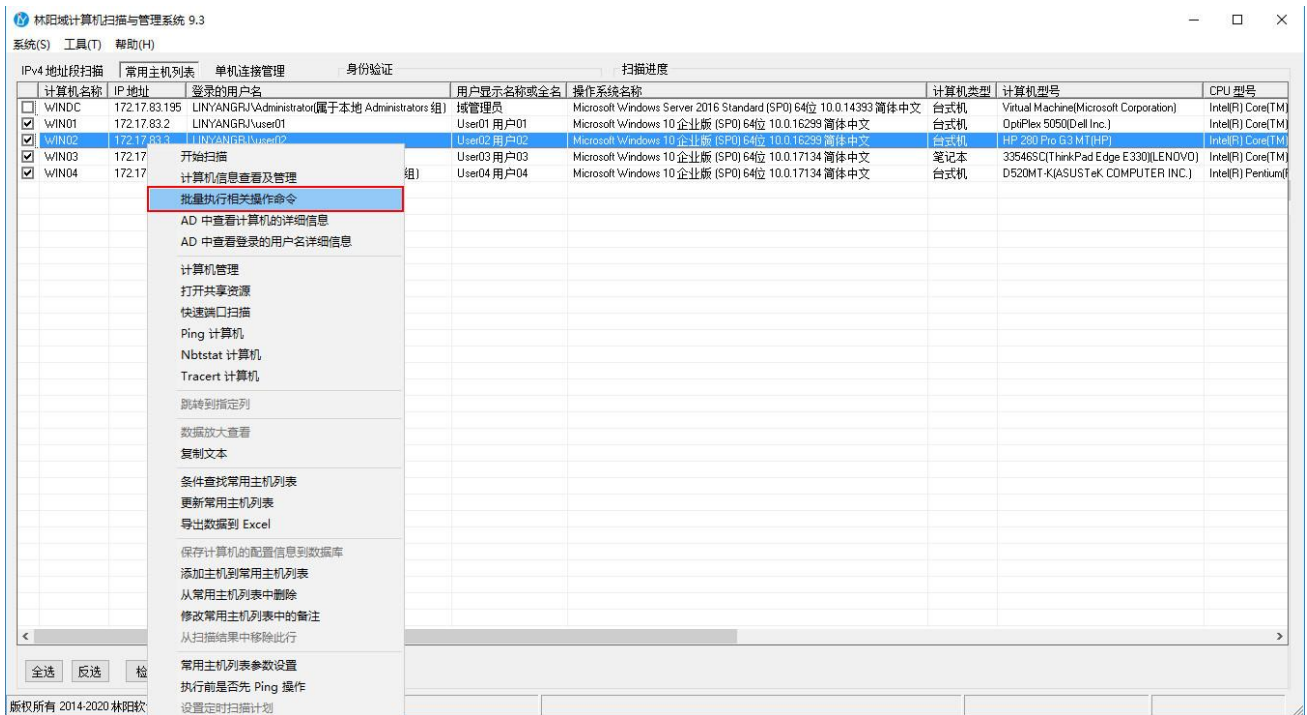 林阳域计算机扫描与管理系统 9.3
系统(S) 工具(T) 帮助(H)
IPv4 地址段扫描 常用主机列表 单机连接管理 身份验证 扫描进度
计算机名称 IP 地址 登录的用户名 用户显示名称或全名 操作系统名称 计算机类型 计算机型号 CPU 型号
WINDC 172.17.83.195 LINYANGRJ\Administrator(属于本地 Administrators 组) 域管理员 Microsoft Windows Server 2016 Standard (SP0) 64位 10.0.14393 简体中文 台式机 Virtual Machine(Microsoft Corporation) Intel(R) Core(TM)
WIN01 172.17.83.2 LINYANGRJ\user01 User01 用户01 Microsoft Windows 10 企业版 (SP0) 64位 10.0.16299 简体中文 台式机 OptiPlex 5050(Dell Inc.) Intel(R) Core(TM)
WIN02 172.17.83.3 LINYANGRJ\user02 User02 用户02 Microsoft Windows 10 企业版 (SP0) 64位 10.0.16299 简体中文 台式机 HP 280 Pro G3 MT(HP) Intel(R) Core(TM)
WIN03 172.17 User03 用户03 Microsoft Windows 10 企业版 (SP0) 64位 10.0.17134 简体中文 笔记本 33546SC(ThinkPad Edge E330)(LENOVO) Intel(R) Core(TM)
WIN04 172.17 组) User04 用户04 Microsoft Windows 10 企业版 (SP0) 64位 10.0.17134 简体中文 台式机 D520MT-K(ASUSTeK COMPUTER INC.) Intel(R) Pentium(
开始扫描
计算机信息查看及管理
批量执行相关操作命令
AD 中查看计算机的详细信息
AD 中查看登录的用户名详细信息
计算机管理
打开共享资源
快速端口扫描
Ping 计算机
Nbtstat 计算机
Tracert 计算机
跳转到指定列
数据放大查看
复制文本
条件查找常用主机列表
更新常用主机列表
导出数据到 Excel
保存计算机的配置信息到数据库
添加主机到常用主机列表
从常用主机列表中删除
修改常用主机列表中的备注
从扫描结果中移除此行
常用主机列表参数设置
执行前是否先 Ping 操作
设置定时扫描计划
全选 反选 检
版权所有 2014-2020 林阳软